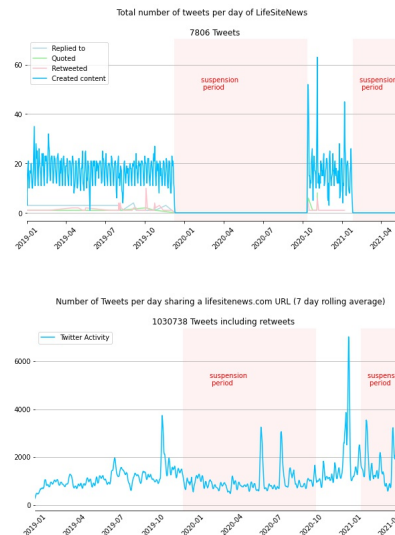 Total number of tweets per day of LifeSiteNews
7806 Tweets
Replied to
Quoted
Retweeted
Created content
suspension
period
suspension
period
60
40
20
0
2019-01
2019-04
2019-07
2019-10
2020-01
2020-04
2020-07
2020-10
2021-01
2021-04
Number of Tweets per day sharing a lifesitenews.com URL (7 day rolling average)
1030738 Tweets including retweets
Twitter Activity
suspension
period
suspens
period
6000
4000
2000
0
2019-01
2019-04
2019-07
2019-10
2020-01
2020-04
2020-07
2020-10
2021-01